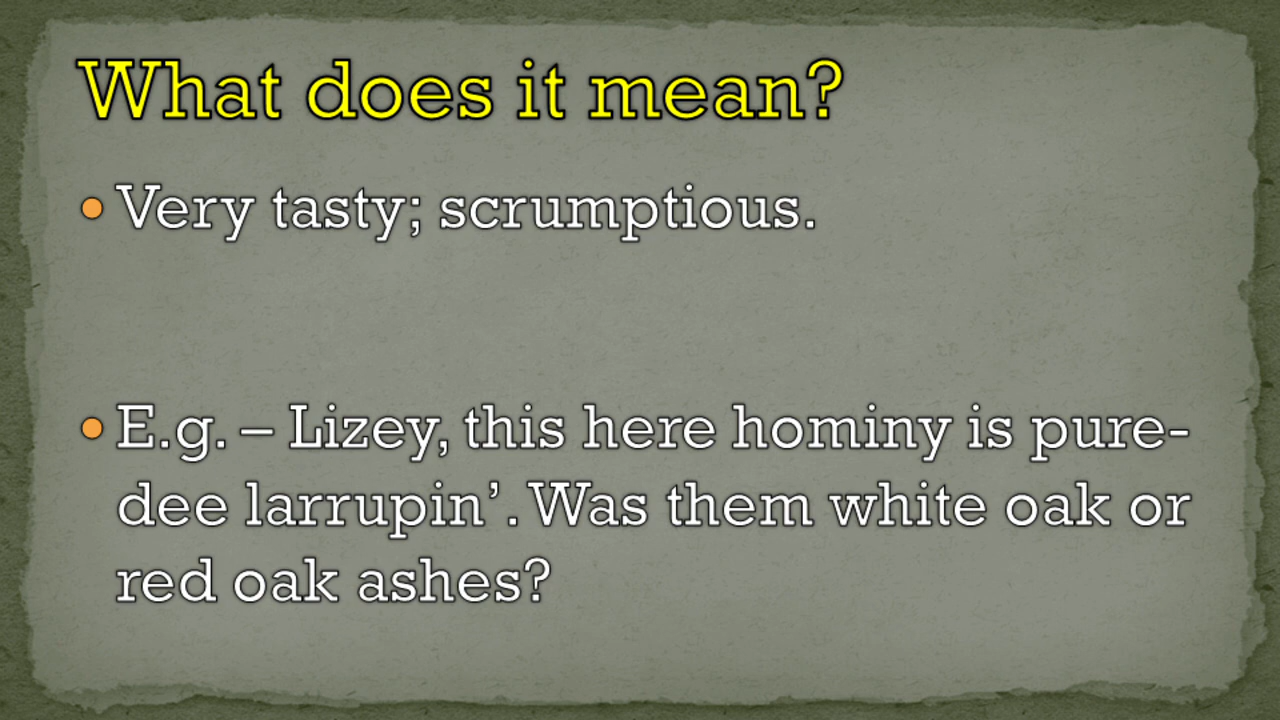 What does it mean?
• Very tasty; scrumptious.
• E.g. – Lizey, this here hominy is pure-
dee larrupin’. Was them white oak or
red oak ashes?